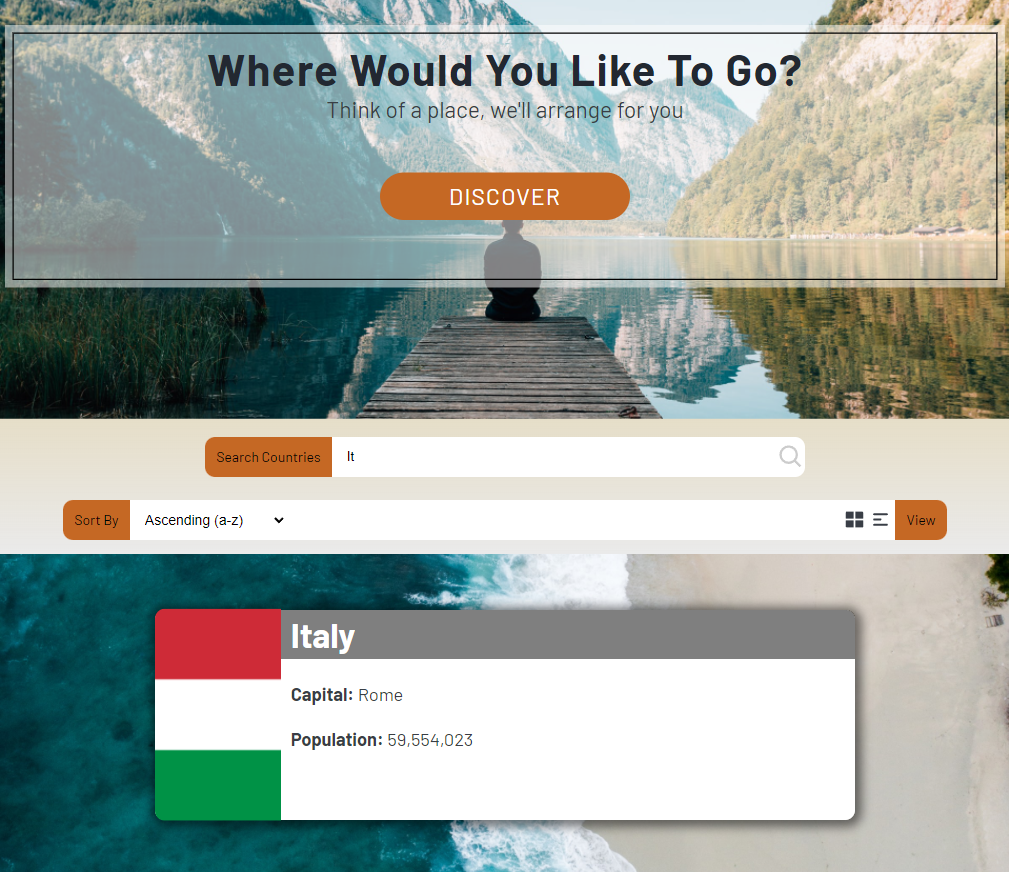 Where Would You Like To Go?
Think of a place, we'll arrange for you
DISCOVER
Search Countries It
Sort By Ascending (a-z) View
Italy
Capital: Rome
Population: 59,554,023